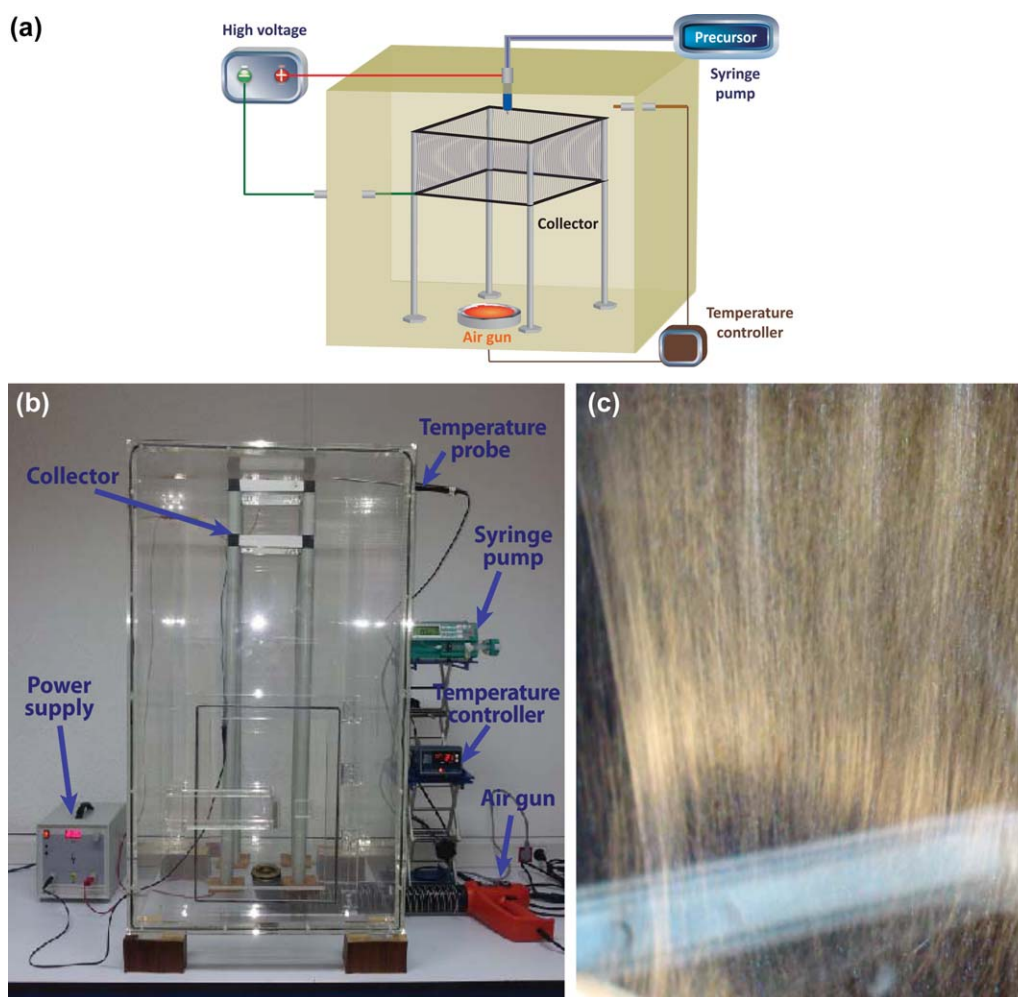 (a)
High voltage
Precursor
Syringe
pump
Collector
Air gun
Temperature
controller
(b)
Collector
Temperature
probe
Syringe
pump
Power
supply
Temperature
controller
Air gun
(c)